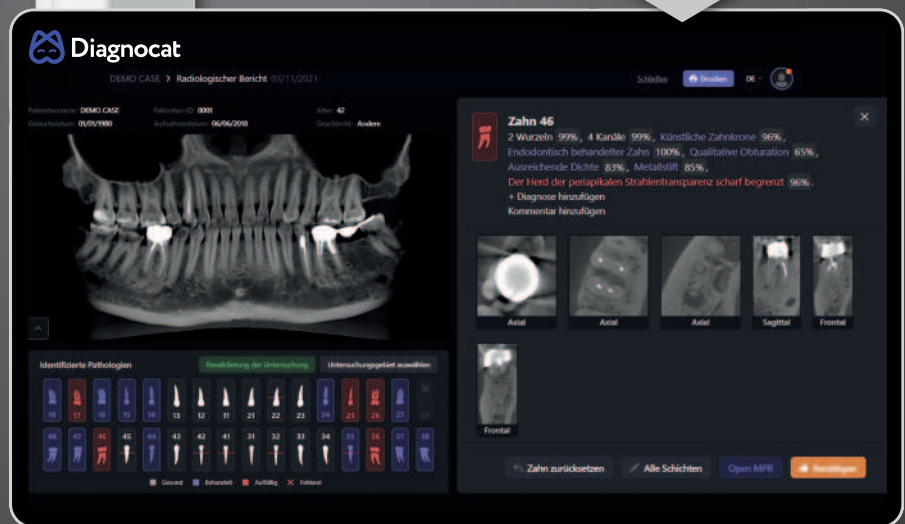 Diagnocat
DEMO CASE > Radiologischer Bericht 03/11/2021
Schließen
Drucken
DE
Patientenname: DEMO CASE Patienten-ID: 0001 Alter: 42
Geburtsdatum: 01/01/1980 Aufnahmedatum: 06/06/2018 Geschlecht: Andere
Zahn 46
2 Wurzeln 99%, 4 Kanäle 99%, Künstliche Zahnkrone 96%,
Endodontisch behandelter Zahn 100%, Qualitative Obturation 65%,
Ausreichende Dichte 83%, Metallstift 85%,
Der Herd der periapikalen Strahlentransparenz scharf begrenzt 96%.
+ Diagnose hinzufügen
Kommentar hinzufügen
Axial Axial Axial Sagittal Frontal
Frontal
Identifizierte Pathologien
Revalidierung der Untersuchung
Untersuchungsgebiet auswählen
18 17 16 15 14 13 12 11 21 22 23 24 25 26 27 28
48 47 46 45 44 43 42 41 31 32 33 34 35 36 37 38
Gesund Behandelt Auffällig Fehlend
Zahn zurücksetzen Alle Schichten Open MPR